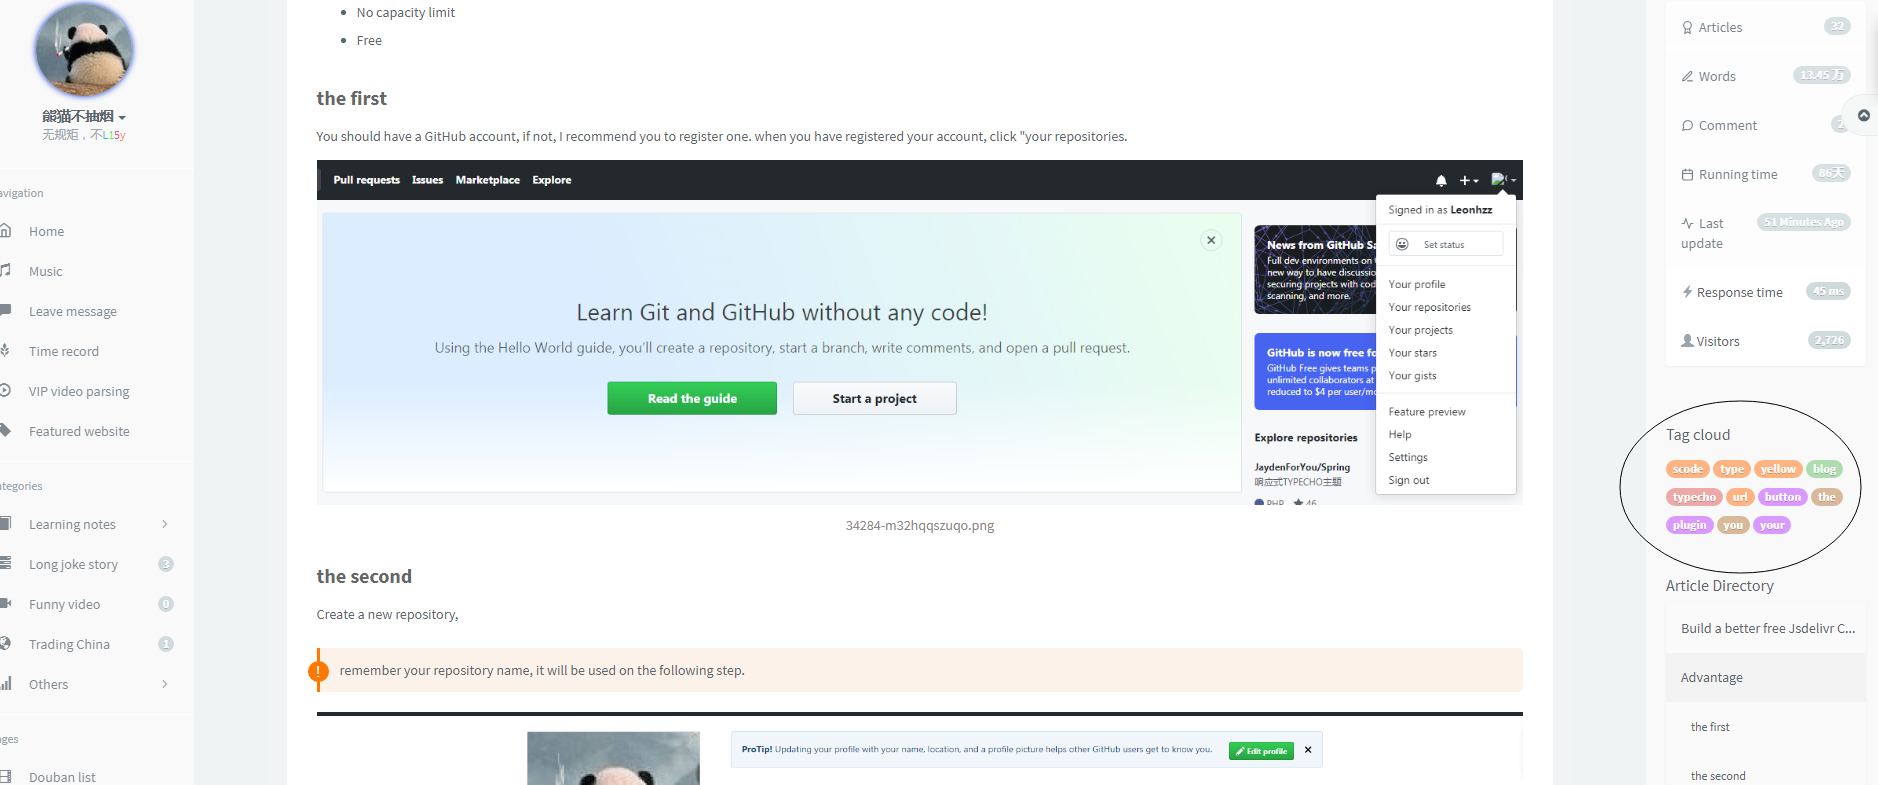 熊猫不抽烟
无规矩，不L15y
avigation
Home
Music
Leave message
Time record
VIP video parsing
Featured website
ategories
Learning notes
Long joke story 3
Funny video 0
Trading China 1
Others
ages
Douban list
No capacity limit
Free
the first
You should have a GitHub account, if not, I recommend you to register one. when you have registered your account, click "your repositories.
Pull requests Issues Marketplace Explore
Signed in as Leonhzz
Set status
Your profile
Your repositories
Your projects
Your stars
Your gists
Feature preview
Help
Settings
Sign out
Learn Git and GitHub without any code!
Using the Hello World guide, you'll create a repository, start a branch, write comments, and open a pull request.
Read the guide Start a project
News from GitHub Sa
Full dev environments on
new way to have discussio
securing projects with cod
scanning, and more.
GitHub is now free fo
GitHub Free gives teams p
unlimited collaborators at
reduced to $4 per user/mo
Explore repositories
JaydenForYou/Spring
响应式TYPECHO主题
PHP 46
34284-m32hqqszuqo.png
the second
Create a new repository,
remember your repository name, it will be used on the following step.
ProTip! Updating your profile with your name, location, and a profile picture helps other GitHub users get to know you.
Edit profile
Articles 32
Words 13.45 万
Comment 2
Running time 86天
Last update 51 Minutes Ago
Response time 45 ms
Visitors 2,726
Tag cloud
scode type yellow blog
typecho url button the
plugin you your
Article Directory
Build a better free Jsdelivr C...
Advantage
the first
the second